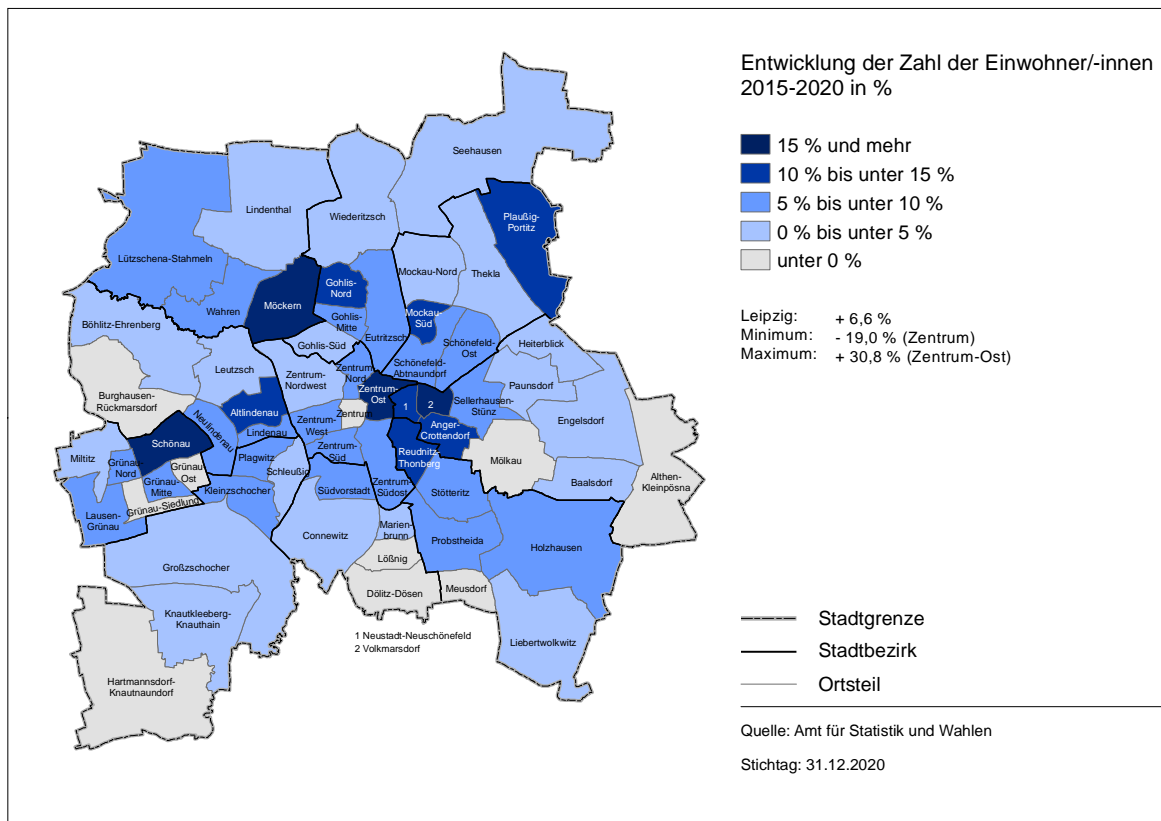 Entwicklung der Zahl der Einwohner/-innen
2015-2020 in %
15 % und mehr
10 % bis unter 15 %
5 % bis unter 10 %
0 % bis unter 5 %
unter 0 %
Leipzig: + 6,6 %
Minimum: - 19,0 % (Zentrum)
Maximum: + 30,8 % (Zentrum-Ost)
Seehausen
Lindenthal
Wiederitzsch
Plaußig-
Portitz
Lützschena-Stahmeln
Mockau-Nord
Thekla
Gohlis-
Nord
Möckern
Wahren
Mockau-
Süd
Gohlis-
Mitte
Böhlitz-Ehrenberg
Eutritzsch
Schönefeld-
Ost
Gohlis-Süd
Heiterblick
Leutzsch
Zentrum-
Nordwest
Zentrum-
Nord
Schönefeld-
Abtnaundorf
Paunsdorf
Burghausen-
Rückmarsdorf
Zentrum-
Ost
Sellerhausen-
Stünz
Altlindenau
Zentrum
1
2
Engelsdorf
Neulindenau
Lindenau
Zentrum-
West
Anger-
Crottendorf
Schönau
Zentrum-
Süd
Reudnitz-
Thonberg
Mölkau
Miltitz
Grünau-
Nord
Grünau-
Ost
Plagwitz
Schleußig
Althen-
Kleinpösna
Grünau-
Mitte
Kleinzschocher
Südvorstadt
Zentrum-
Südost
Stötteritz
Baalsdorf
Grünau-Siedlung
Lausen-
Grünau
Connewitz
Marien-
brunn
Probstheida
Holzhausen
Großzschocher
Lößnig
Dölitz-Dösen
Meusdorf
Knautkleeberg-
Knauthain
Liebertwolkwitz
Hartmannsdorf-
Knautnaundorf
1 Neustadt-Neuschönefeld
2 Volkmarsdorf
Stadtgrenze
Stadtbezirk
Ortsteil
Quelle: Amt für Statistik und Wahlen
Stichtag: 31.12.2020